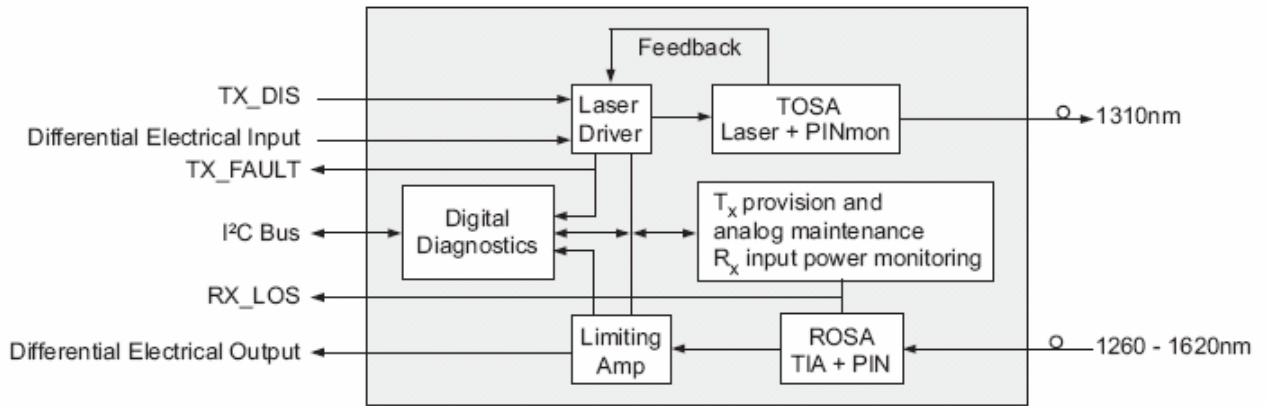 Feedback
TX_DIS
Laser
Driver
TOSA
Laser + PINmon
1310nm
Differential Electrical Input
TX_FAULT
Digital
Diagnostics
Tx provision and
analog maintenance
Rx input power monitoring
I²C Bus
RX_LOS
Limiting
Amp
ROSA
TIA + PIN
1260 - 1620nm
Differential Electrical Output